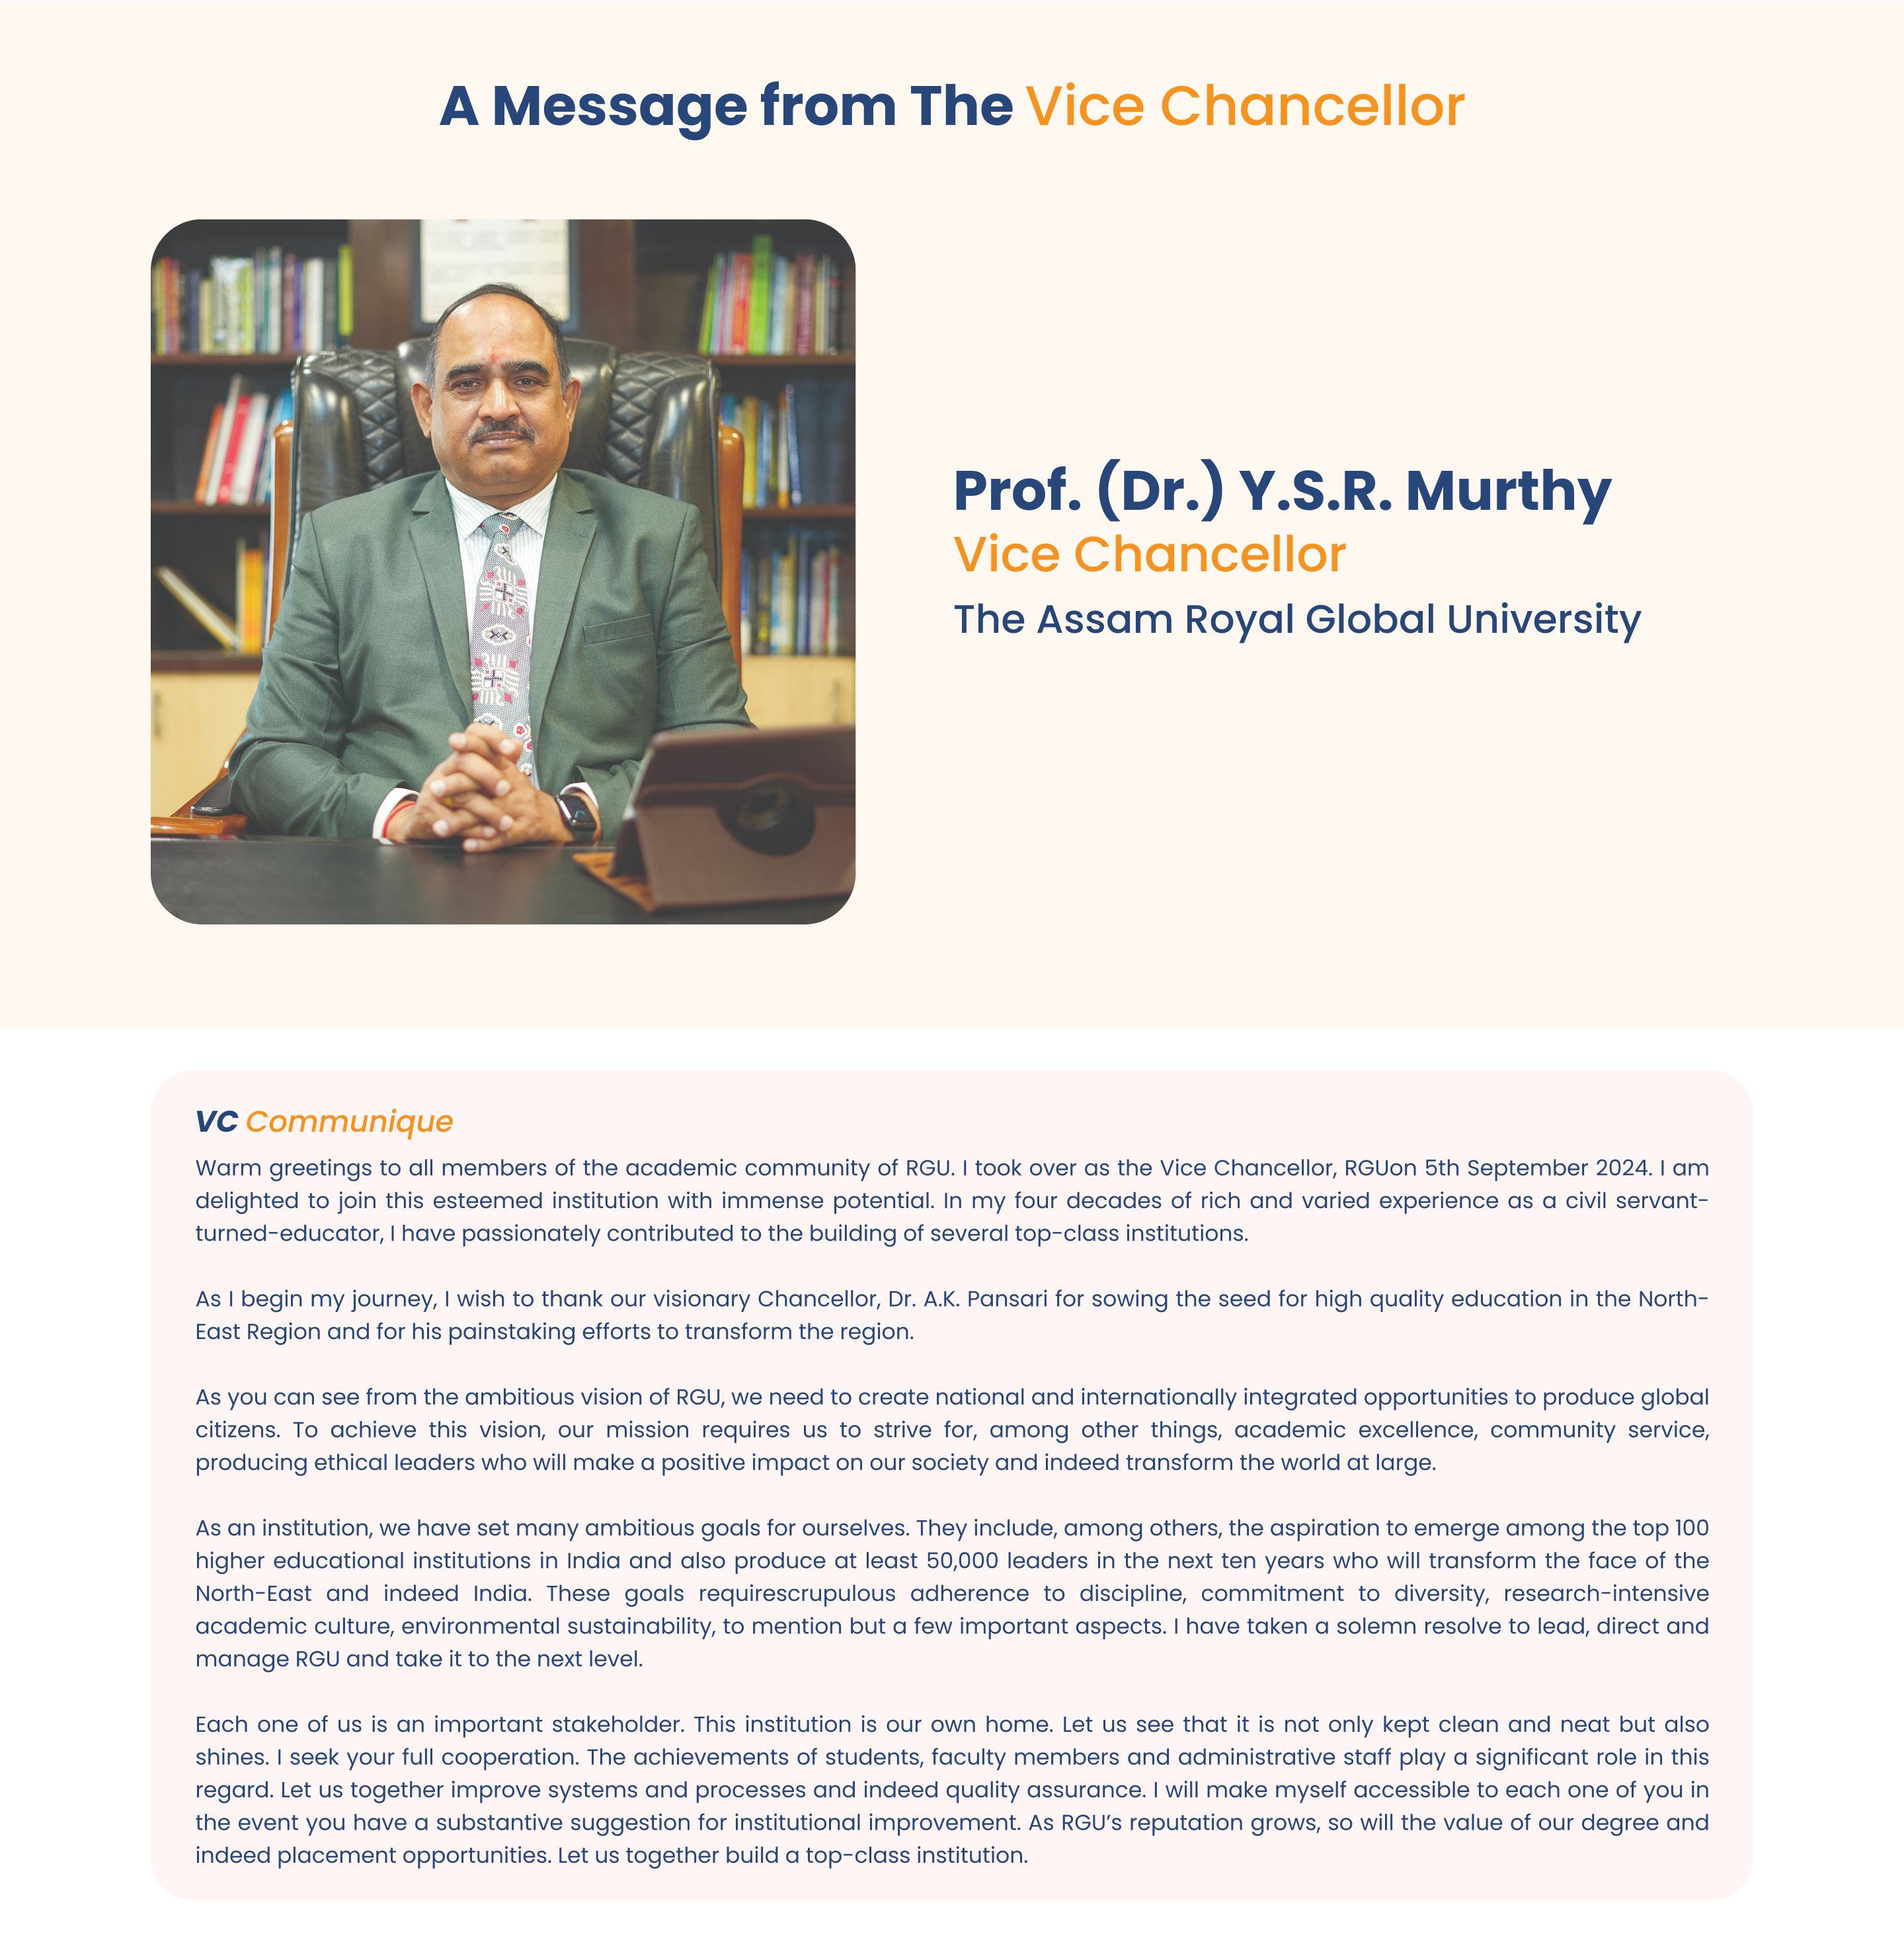 A Message from The Vice Chancellor
Prof. (Dr.) Y.S.R. Murthy
Vice Chancellor
The Assam Royal Global University
VC Communique
Warm greetings to all members of the academic community of RGU. I took over as the Vice Chancellor, RGUon 5th September 2024. I am
delighted to join this esteemed institution with immense potential. In my four decades of rich and varied experience as a civil servant-
turned-educator, I have passionately contributed to the building of several top-class institutions.
As I begin my journey, I wish to thank our visionary Chancellor, Dr. A.K. Pansari for sowing the seed for high quality education in the North-
East Region and for his painstaking efforts to transform the region.
As you can see from the ambitious vision of RGU, we need to create national and internationally integrated opportunities to produce global
citizens. To achieve this vision, our mission requires us to strive for, among other things, academic excellence, community service,
producing ethical leaders who will make a positive impact on our society and indeed transform the world at large.
As an institution, we have set many ambitious goals for ourselves. They include, among others, the aspiration to emerge among the top 100
higher educational institutions in India and also produce at least 50,000 leaders in the next ten years who will transform the face of the
North-East and indeed India. These goals requirescrupulous adherence to discipline, commitment to diversity, research-intensive
academic culture, environmental sustainability, to mention but a few important aspects. I have taken a solemn resolve to lead, direct and
manage RGU and take it to the next level.
Each one of us is an important stakeholder. This institution is our own home. Let us see that it is not only kept clean and neat but also
shines. I seek your full cooperation. The achievements of students, faculty members and administrative staff play a significant role in this
regard. Let us together improve systems and processes and indeed quality assurance. I will make myself accessible to each one of you in
the event you have a substantive suggestion for institutional improvement. As RGU’s reputation grows, so will the value of our degree and
indeed placement opportunities. Let us together build a top-class institution.